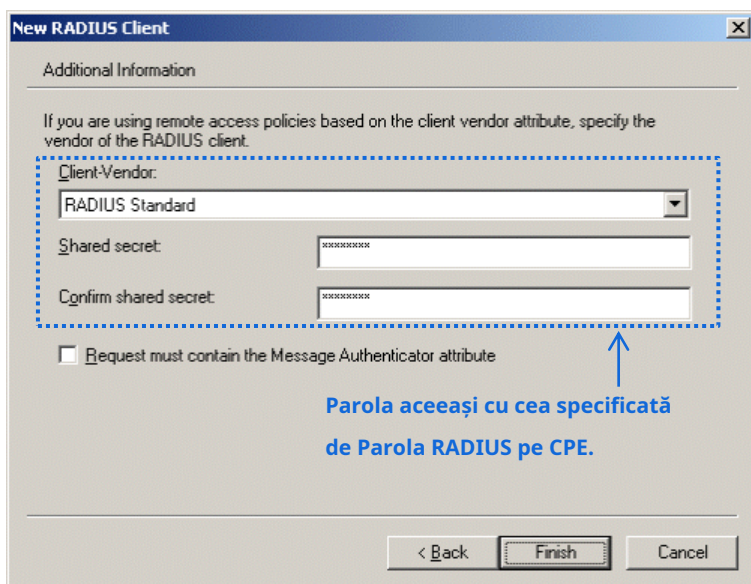 New RADIUS Client
Additional Information
If you are using remote access policies based on the client vendor attribute, specify the
vendor of the RADIUS client.
Client-Vendor:
RADIUS Standard
Shared secret:
xxxxxxxx
Confirm shared secret:
xxxxxxxx
Request must contain the Message Authenticator attribute
Parola aceeași cu cea specificată
de Parola RADIUS pe CPE.
< Back
Finish
Cancel